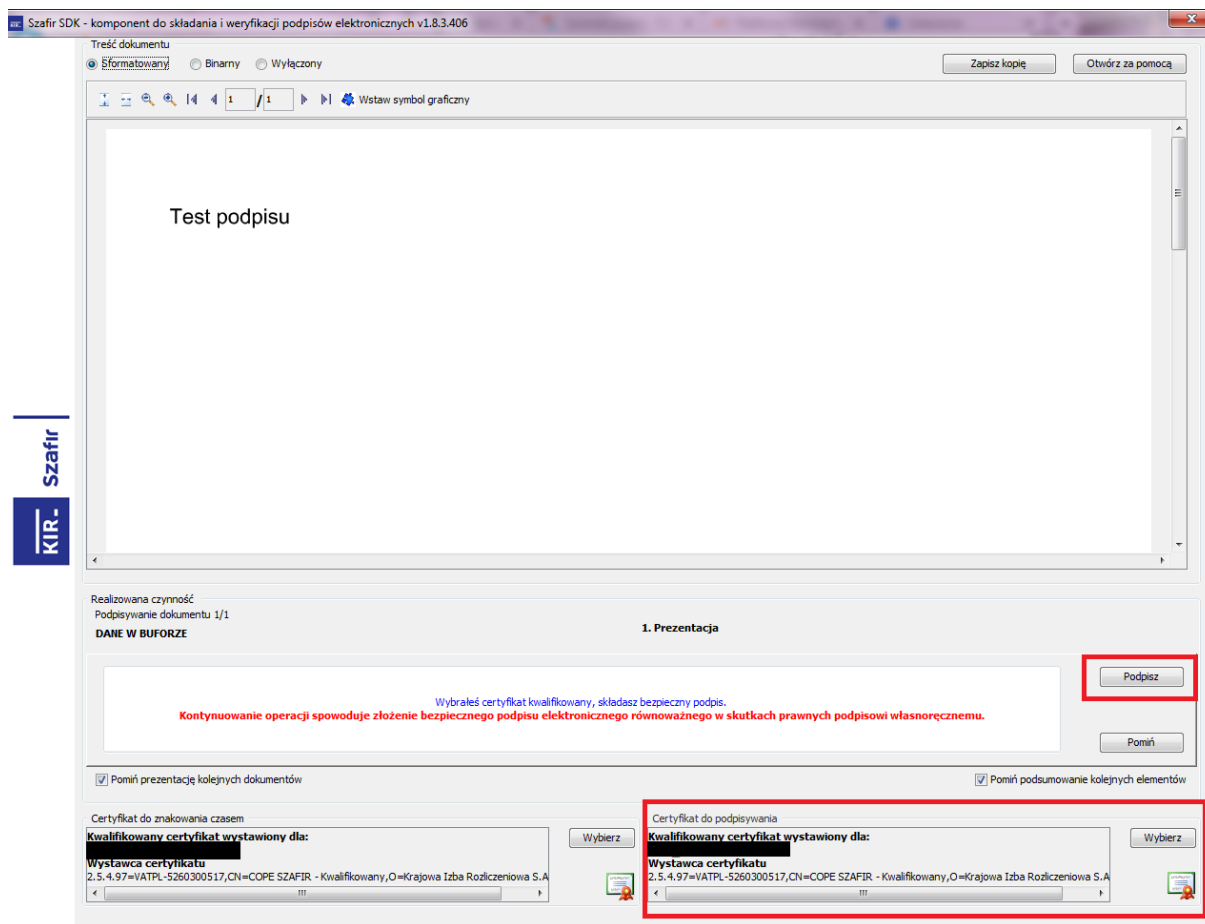 Szafir SDK - komponent do składania i weryfikacji podpisów elektronicznych v1.8.3.406
Treść dokumentu
Sformatowany Binarny Wyłączony Zapisz kopię Otwórz za pomocą
1 / 1 Wstaw symbol graficzny
Test podpisu
KIR. Szafir
Realizowana czynność
Podpisywanie dokumentu 1/1
DANE W BUFORZE
1. Prezentacja
Wybrałeś certyfikat kwalifikowany, składasz bezpieczny podpis.
Kontynuowanie operacji spowoduje złożenie bezpiecznego podpisu elektronicznego równoważnego w skutkach prawnych podpisowi własnoręcznemu.
Podpisz
Pomiń
Pomiń prezentację kolejnych dokumentów
Pomiń podsumowanie kolejnych elementów
Certyfikat do znakowania czasem
Kwalifikowany certyfikat wystawiony dla:
Wystawca certyfikatu
2.5.4.97=VATPL-5260300517,CN=COPE SZAFIR - Kwalifikowany,O=Krajowa Izba Rozliczeniowa S.A
Wybierz
Certyfikat do podpisywania
Kwalifikowany certyfikat wystawiony dla:
Wystawca certyfikatu
2.5.4.97=VATPL-5260300517,CN=COPE SZAFIR - Kwalifikowany,O=Krajowa Izba Rozliczeniowa S.A
Wybierz